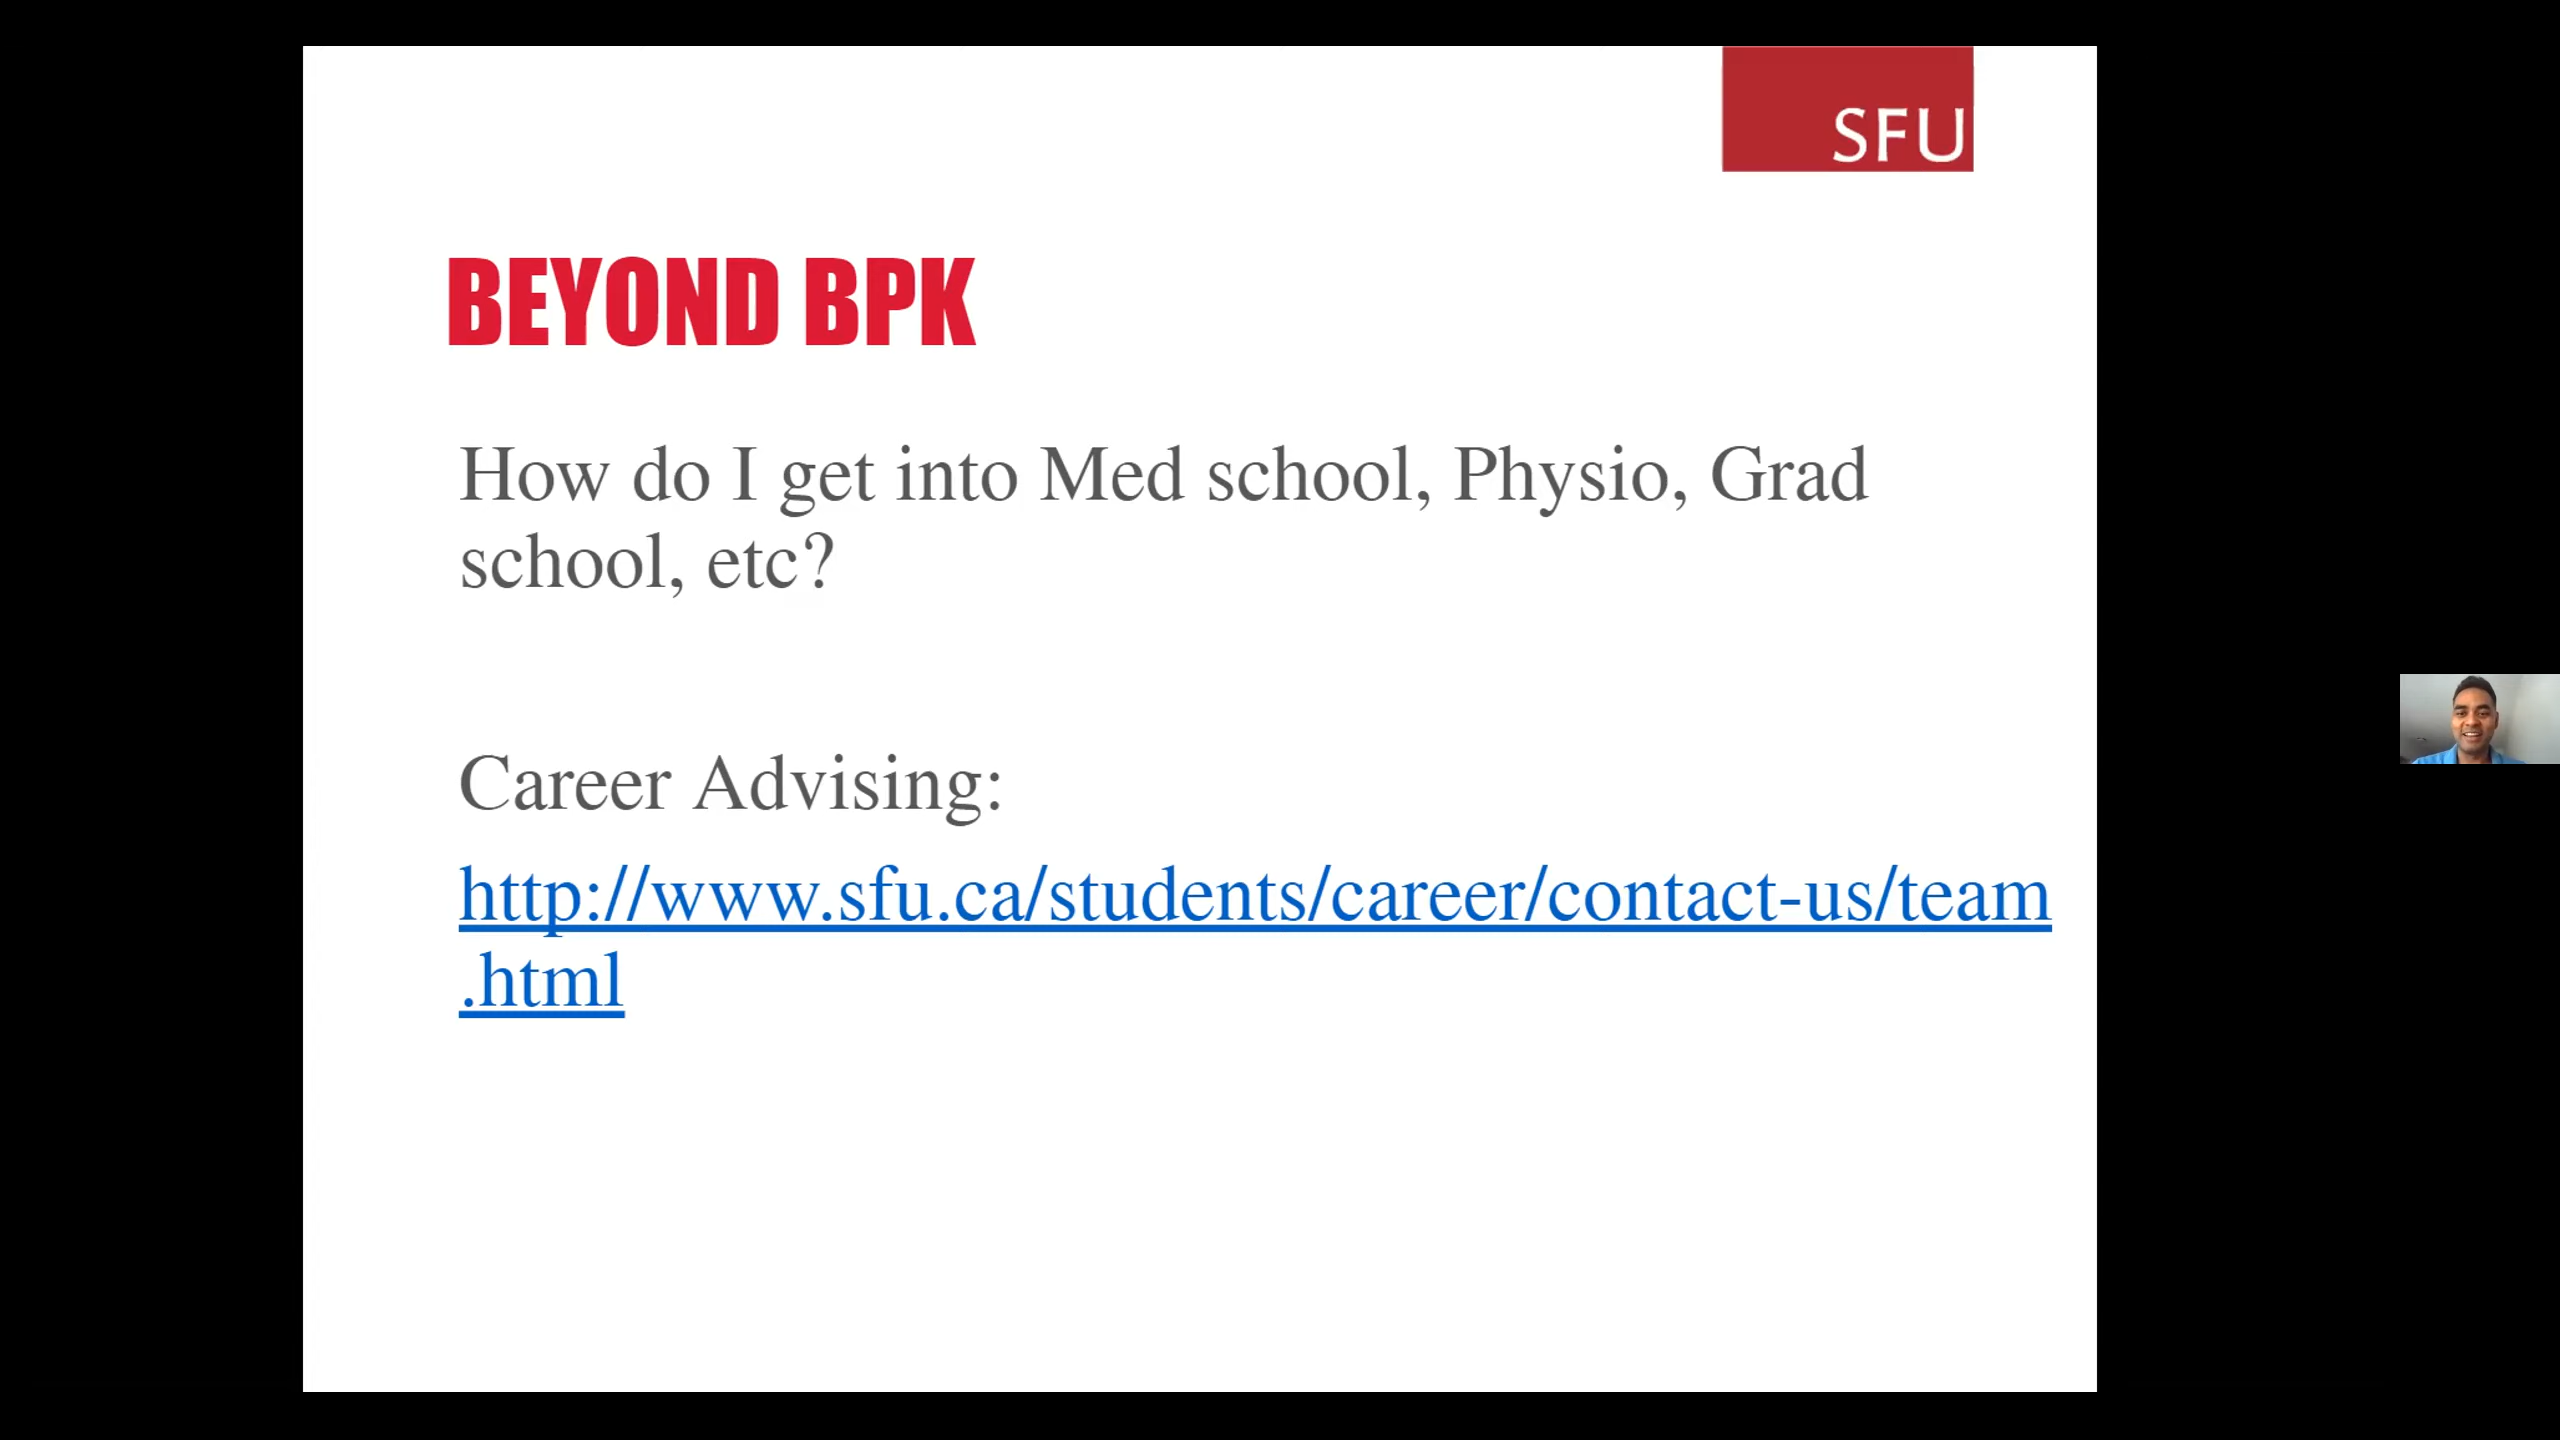 SFU
BEYOND BPK
How do I get into Med school, Physio, Grad
school, etc?
Career Advising:
http://www.sfu.ca/students/career/contact-us/team
.html